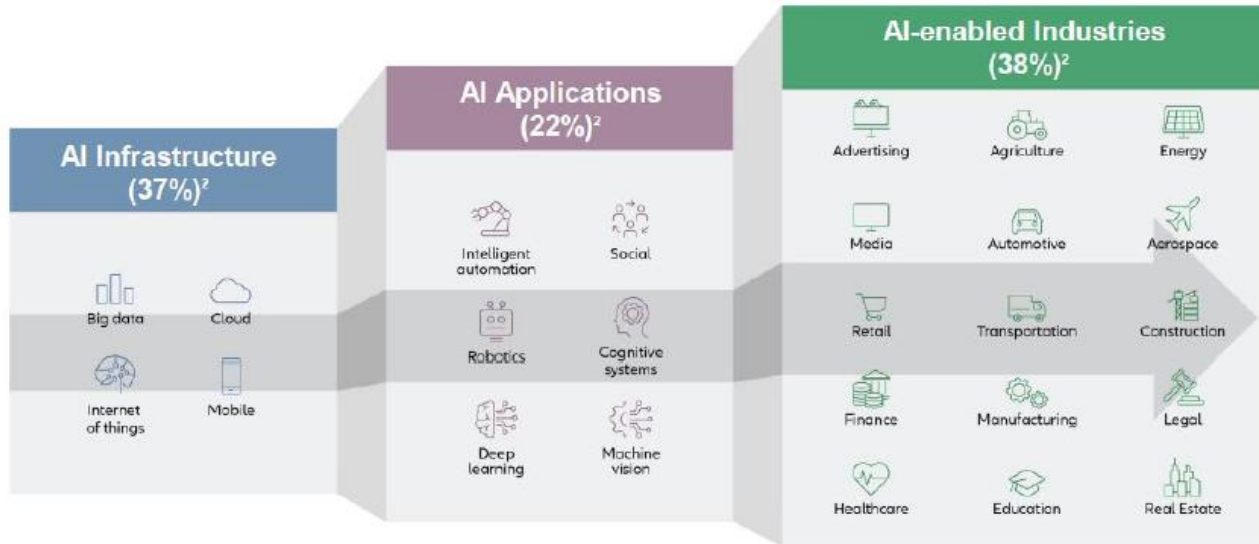 AI Infrastructure
(37%)²
Big data
Cloud
Internet
of things
Mobile
AI Applications
(22%)²
Intelligent
automation
Social
Robotics
Cognitive
systems
Deep
learning
Machine
vision
AI-enabled Industries
(38%)²
Advertising
Agriculture
Energy
Media
Automotive
Aerospace
Retail
Transportation
Construction
Finance
Manufacturing
Legal
Healthcare
Education
Real Estate